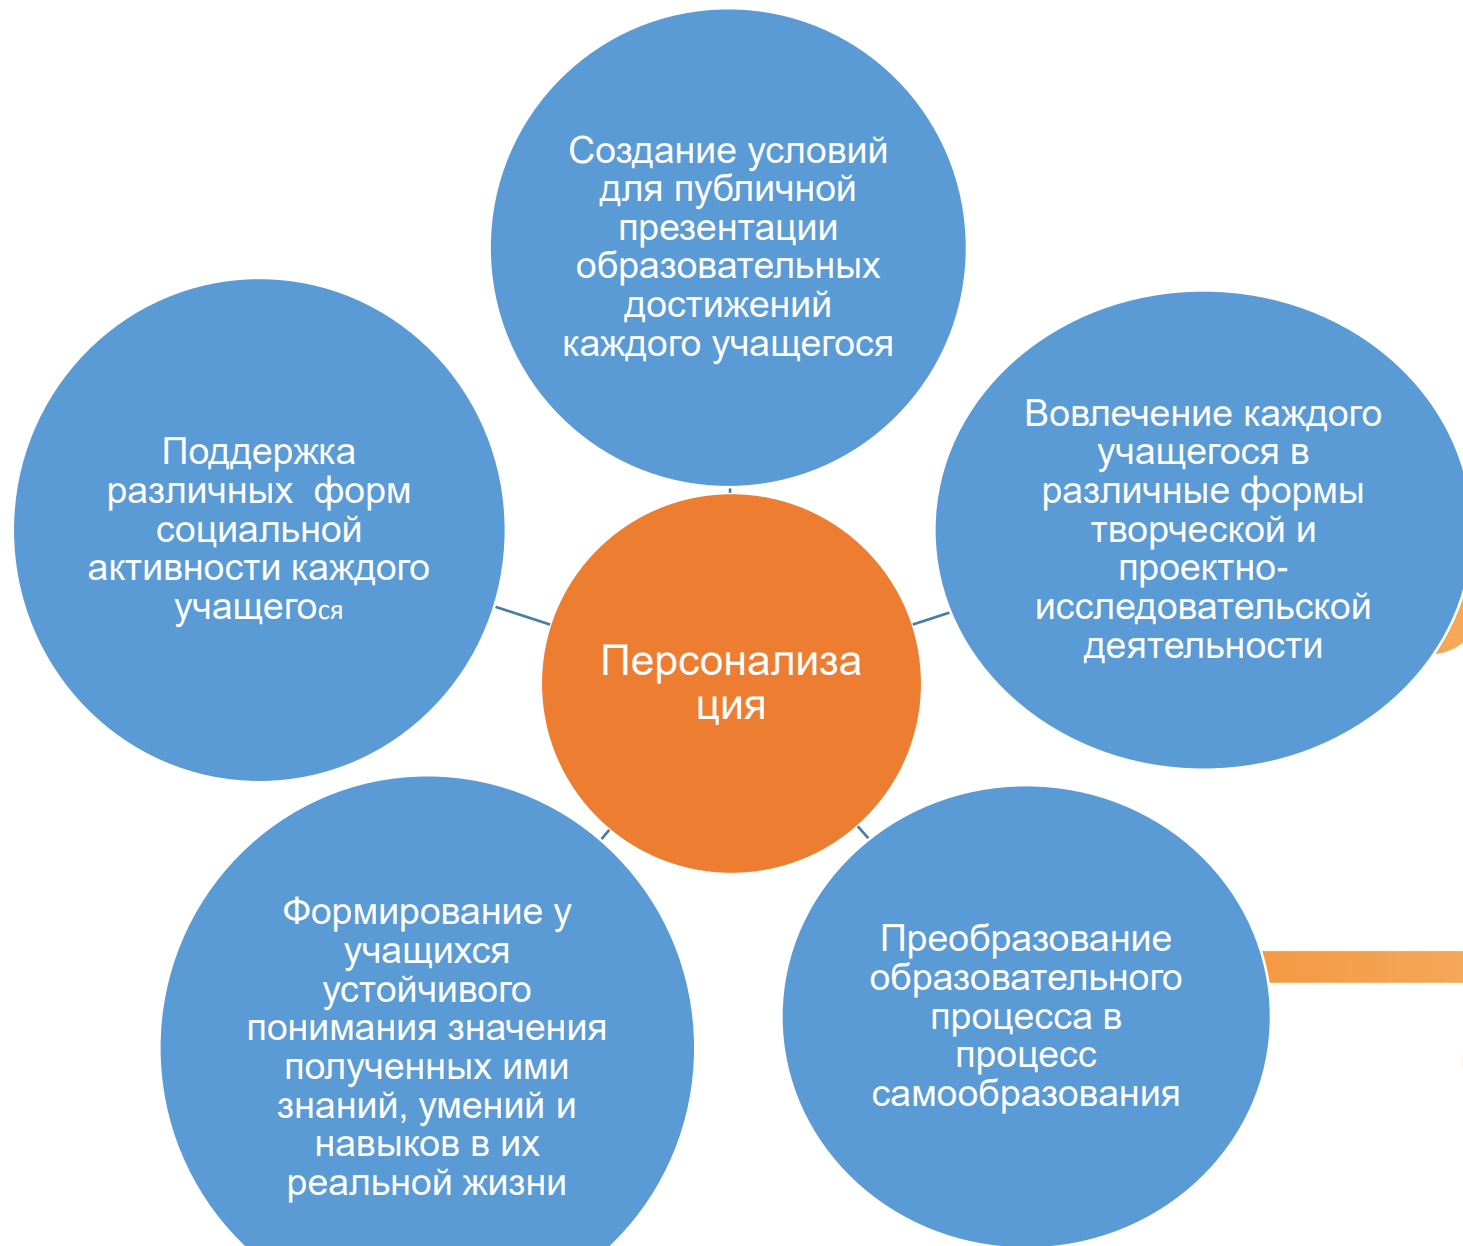 Создание условий
для публичной
презентации
образовательных
достижений
каждого учащегося
Вовлечение каждого
учащегося в
различные формы
творческой и
проектно-
исследовательской
деятельности
Поддержка
различных  форм
социальной
активности каждого
учащегося
Персонализа
ция
Формирование у
учащихся
устойчивого
понимания значения
полученных ими
знаний, умений и
навыков в их
реальной жизни
Преобразование
образовательного
процесса в
процесс
самообразования